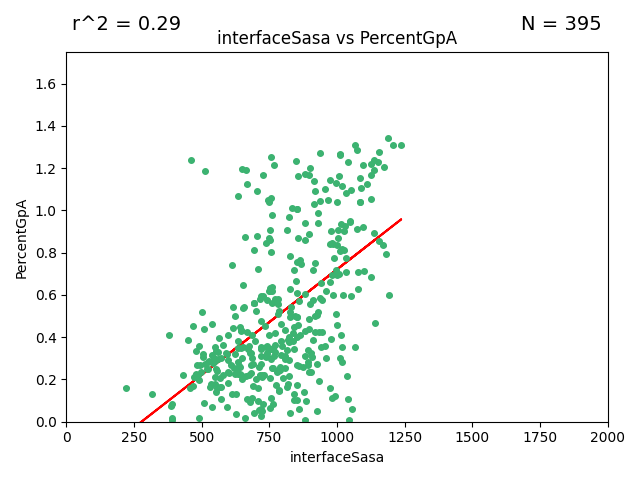 r^2 = 0.29
N = 395
interfaceSasa vs PercentGpA
PercentGpA
1.6
1.4
1.2
1.0
0.8
0.6
0.4
0.2
0.0
0 250 500 750 1000 1250 1500 1750 2000
interfaceSasa